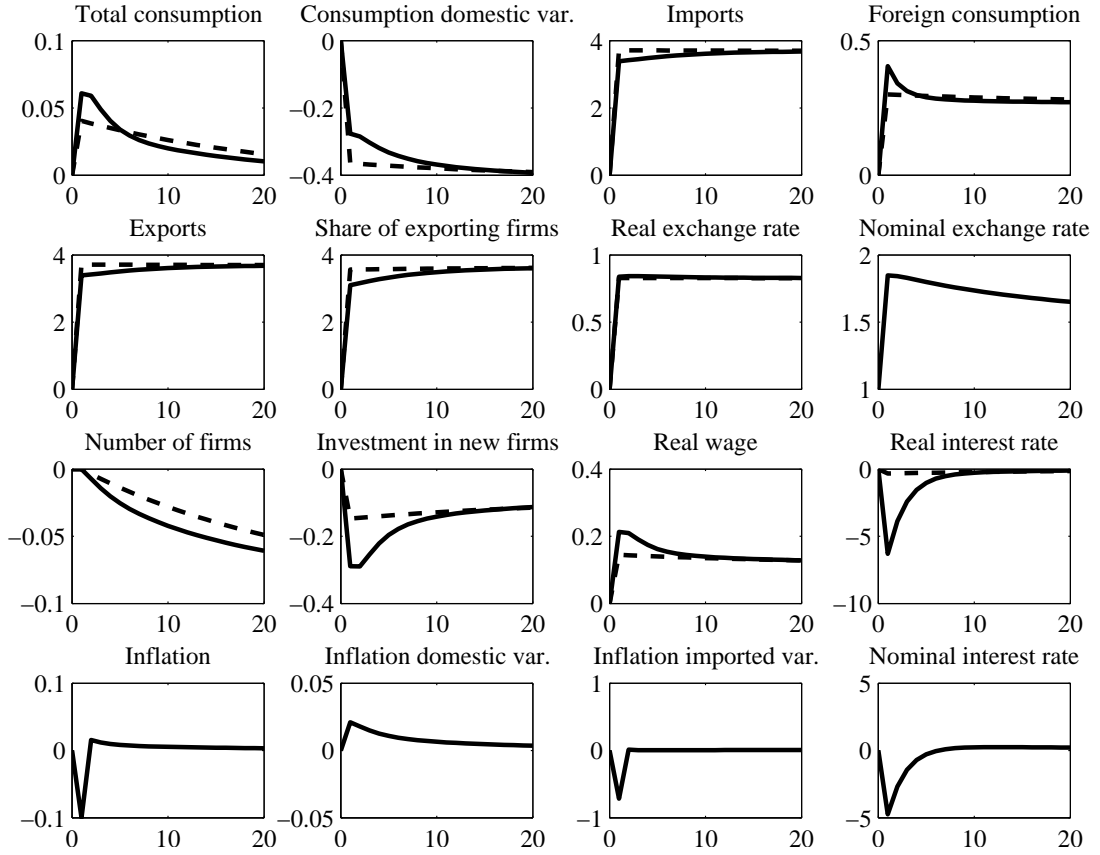 Total consumption Consumption domestic var. Imports Foreign consumption
0.1 0 4 0.5
0.05 −0.2 2
0 −0.4 0 0
0 10 20 0 10 20 0 10 20 0 10 20
Exports Share of exporting firms Real exchange rate Nominal exchange rate
4 4 1 2
2 2 0.5 1.5
0 0 0 1
0 10 20 0 10 20 0 10 20 0 10 20
Number of firms Investment in new firms Real wage Real interest rate
0 0 0.4 0
−0.05 −0.2 0.2 −5
−0.1 −0.4 0 −10
0 10 20 0 10 20 0 10 20 0 10 20
Inflation Inflation domestic var. Inflation imported var. Nominal interest rate
0.1 0.05 1 5
0 0 0 0
−0.1 −0.05 −1 −5
0 10 20 0 10 20 0 10 20 0 10 20